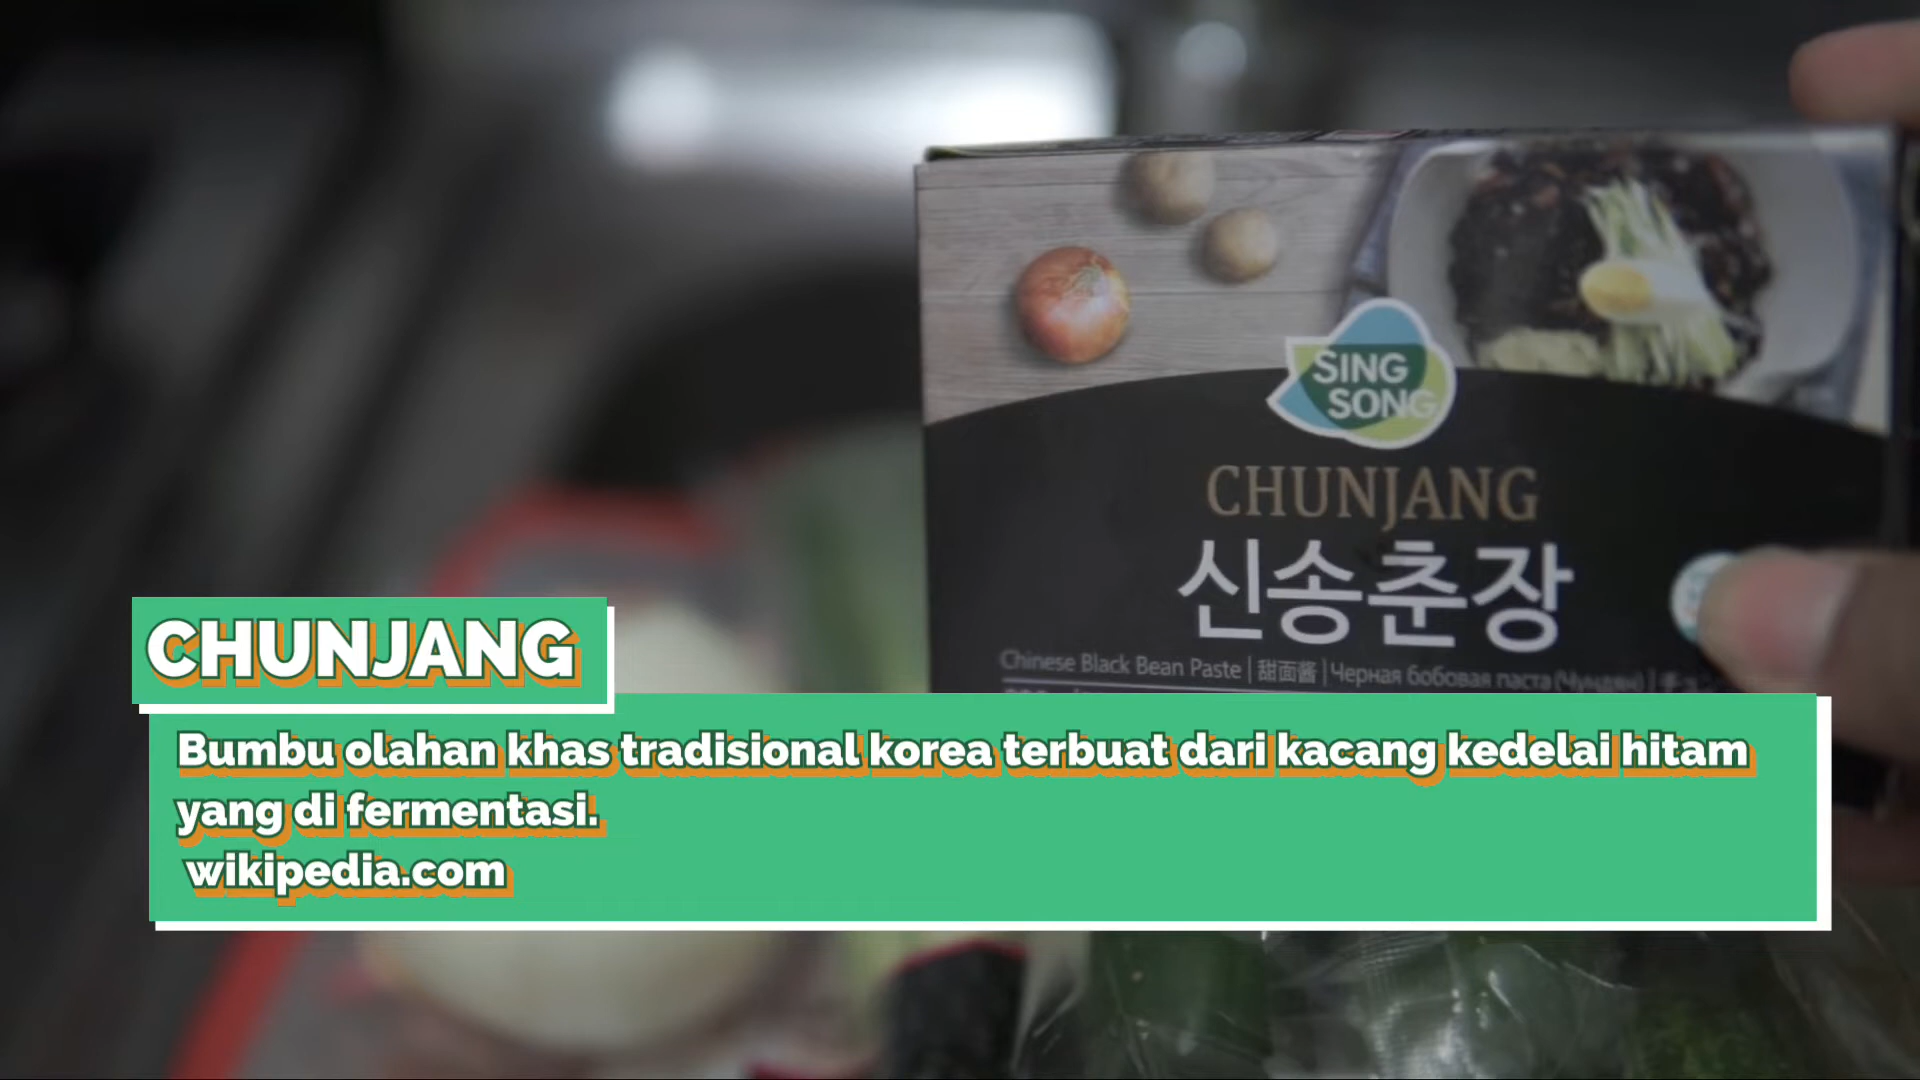 SING
SONG
CHUNJANG
신송춘장
Chinese Black Bean Paste | 甜面酱 | Черная бобовая паста (Чунджан) |
CHUNJANG
Bumbu olahan khas tradisional korea terbuat dari kacang kedelai hitam
yang di fermentasi.
wikipedia.com